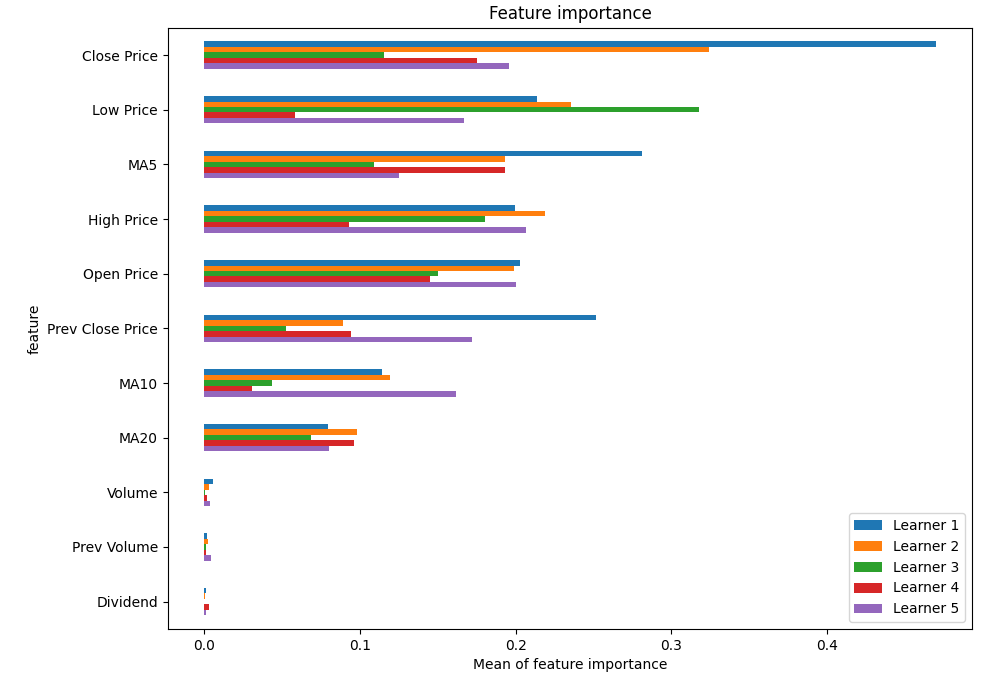 Feature importance
Close Price
Low Price
MA5
High Price
Open Price
Prev Close Price
MA10
MA20
Volume
Prev Volume
Dividend
feature
Learner 1
Learner 2
Learner 3
Learner 4
Learner 5
0.0 0.1 0.2 0.3 0.4
Mean of feature importance